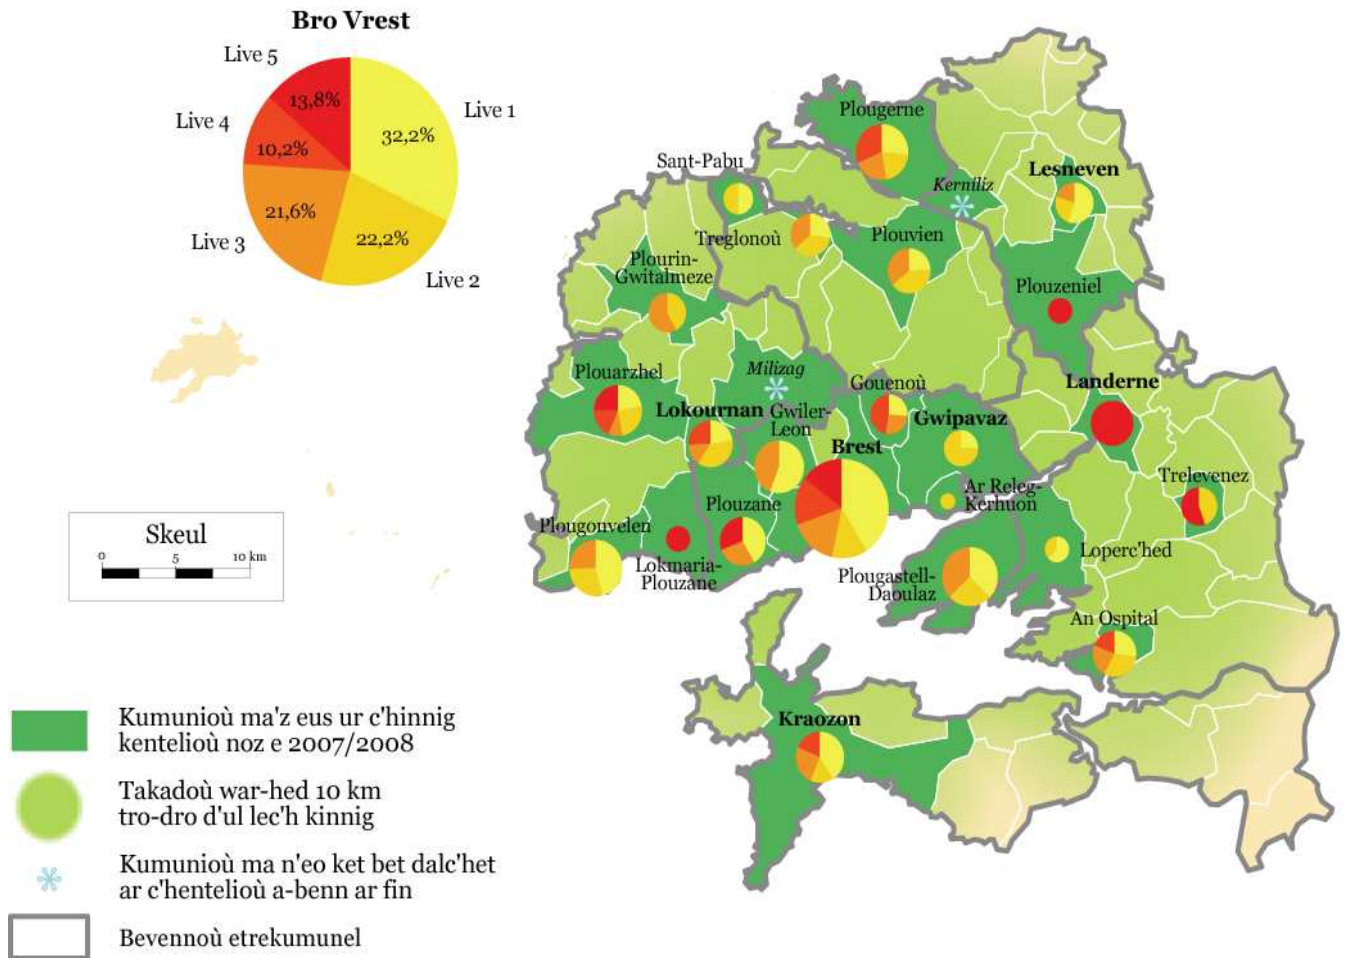 Bro Vrest
Live 5
13,8%
Live 4
10,2%
Live 1
32,2%
21,6%
Live 3
22,2%
Live 2
Plougerne
Sant-Pabu
Kerniliz
Lesneven
Treglonoù
Plouvien
Plourin-
Gwitalmeze
Plouzeniel
Plouarzhel
Milizag
Gouenoù
Landerne
Lokournan
Gwiler-
Leon
Gwipavaz
Brest
Ar Releg-
Kerhuon
Trelevenez
Plouzane
Plougonvelen
Lokmaria-
Plouzane
Loperc'hed
Plougastell-
Daoulaz
An Ospital
Kraozon
Skeul
0 5 10 km
Kumunioù ma'z eus ur c'hinnig
kentelioù noz e 2007/2008
Takadoù war-hed 10 km
tro-dro d'ul lec'h kinnig
Kumunioù ma n'eo ket bet dalc'het
ar c'hentelioù a-benn ar fin
Bevennoù etrekumunel